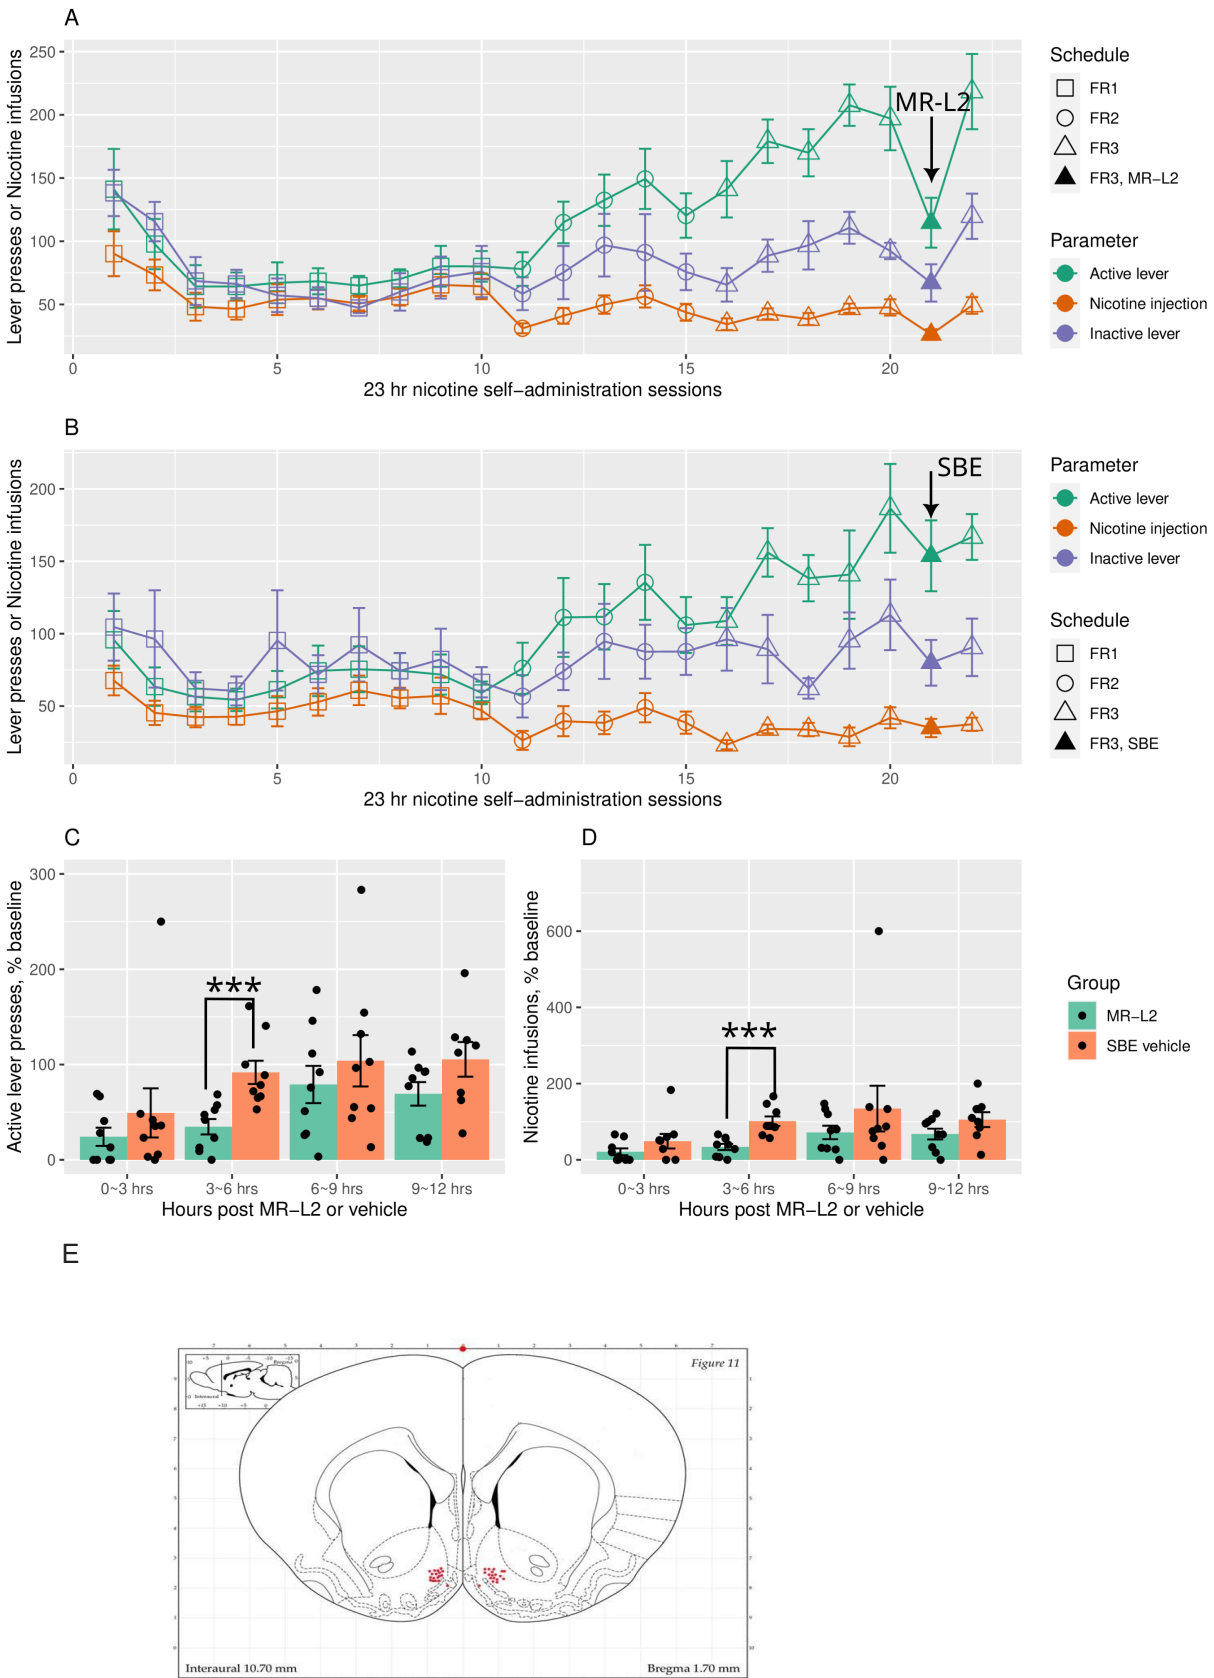 A
Lever presses or Nicotine infusions
250
200
150
100
50
0 5 10 15 20
23 hr nicotine self−administration sessions
MR-L2
Schedule
FR1
FR2
FR3
FR3, MR−L2
Parameter
Active lever
Nicotine injection
Inactive lever
B
Lever presses or Nicotine infusions
200
150
100
50
0 5 10 15 20
23 hr nicotine self−administration sessions
SBE
Parameter
Active lever
Nicotine injection
Inactive lever
Schedule
FR1
FR2
FR3
FR3, SBE
C
Active lever presses, % baseline
300
200
100
0
***
0~3 hrs 3~6 hrs 6~9 hrs 9~12 hrs
Hours post MR−L2 or vehicle
D
Nicotine infusions, % baseline
600
400
200
0
***
0~3 hrs 3~6 hrs 6~9 hrs 9~12 hrs
Hours post MR−L2 or vehicle
Group
MR−L2
SBE vehicle
E
Figure 11
Bregma
Interaural
Interaural 10.70 mm
Bregma 1.70 mm